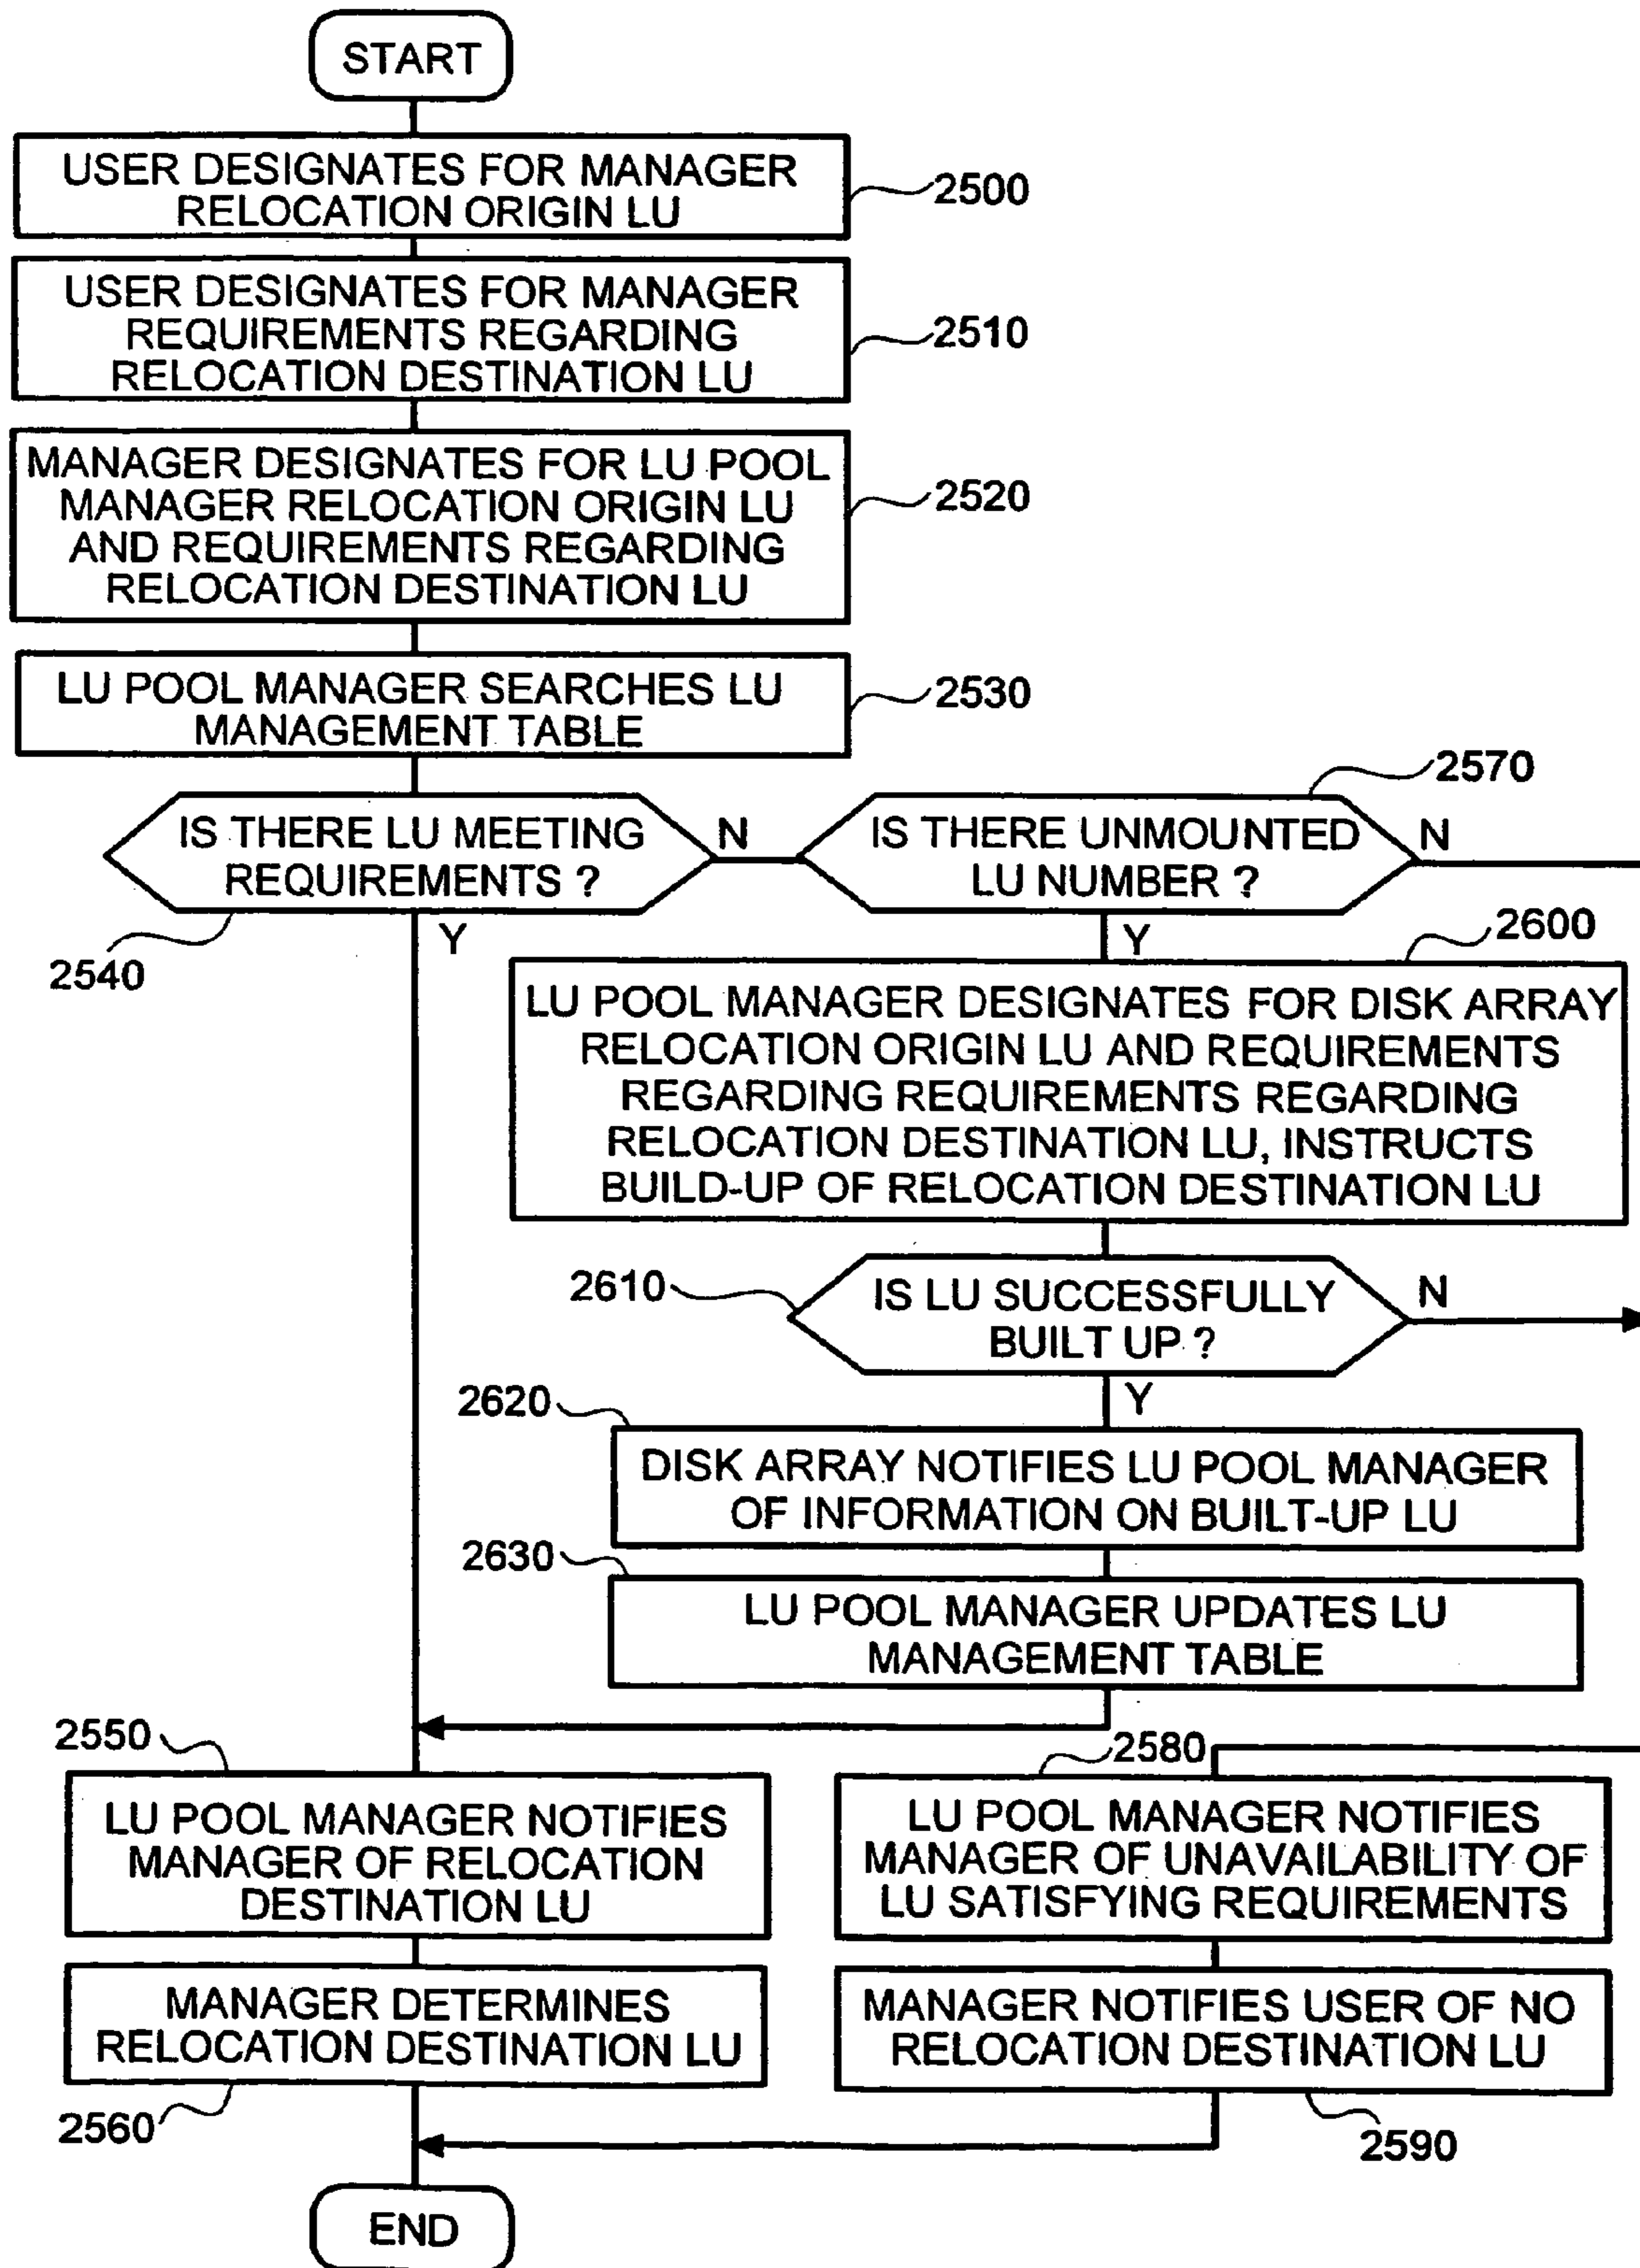 START
USER DESIGNATES FOR MANAGER
RELOCATION ORIGIN LU
2500
USER DESIGNATES FOR MANAGER
REQUIREMENTS REGARDING
RELOCATION DESTINATION LU
2510
MANAGER DESIGNATES FOR LU POOL
MANAGER RELOCATION ORIGIN LU
AND REQUIREMENTS REGARDING
RELOCATION DESTINATION LU
2520
LU POOL MANAGER SEARCHES LU
MANAGEMENT TABLE
2530
IS THERE LU MEETING
REQUIREMENTS ?
N
Y
2540
2570
IS THERE UNMOUNTED
LU NUMBER ?
N
Y
2600
LU POOL MANAGER DESIGNATES FOR DISK ARRAY
RELOCATION ORIGIN LU AND REQUIREMENTS
REGARDING REQUIREMENTS REGARDING
RELOCATION DESTINATION LU, INSTRUCTS
BUILD-UP OF RELOCATION DESTINATION LU
2610
IS LU SUCCESSFULLY
BUILT UP ?
N
Y
2620
DISK ARRAY NOTIFIES LU POOL MANAGER
OF INFORMATION ON BUILT-UP LU
2630
LU POOL MANAGER UPDATES LU
MANAGEMENT TABLE
2550
LU POOL MANAGER NOTIFIES
MANAGER OF RELOCATION
DESTINATION LU
MANAGER DETERMINES
RELOCATION DESTINATION LU
2560
2580
LU POOL MANAGER NOTIFIES
MANAGER OF UNAVAILABILITY OF
LU SATISFYING REQUIREMENTS
MANAGER NOTIFIES USER OF NO
RELOCATION DESTINATION LU
2590
END